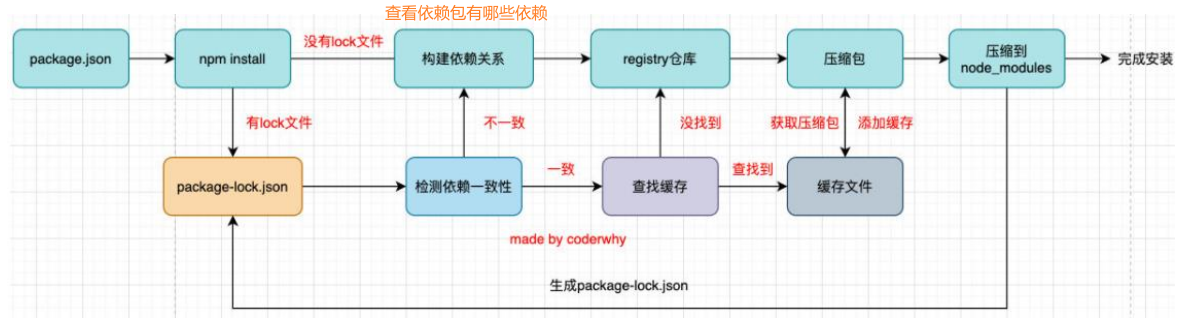 查看依赖包有哪些依赖
package.json
npm install
没有lock文件
构建依赖关系
registry仓库
压缩包
压缩到
node_modules
完成安装
有lock文件
不一致
没找到
获取压缩包
添加缓存
package-lock.json
检测依赖一致性
一致
查找缓存
查找到
缓存文件
made by coderwhy
生成package-lock.json